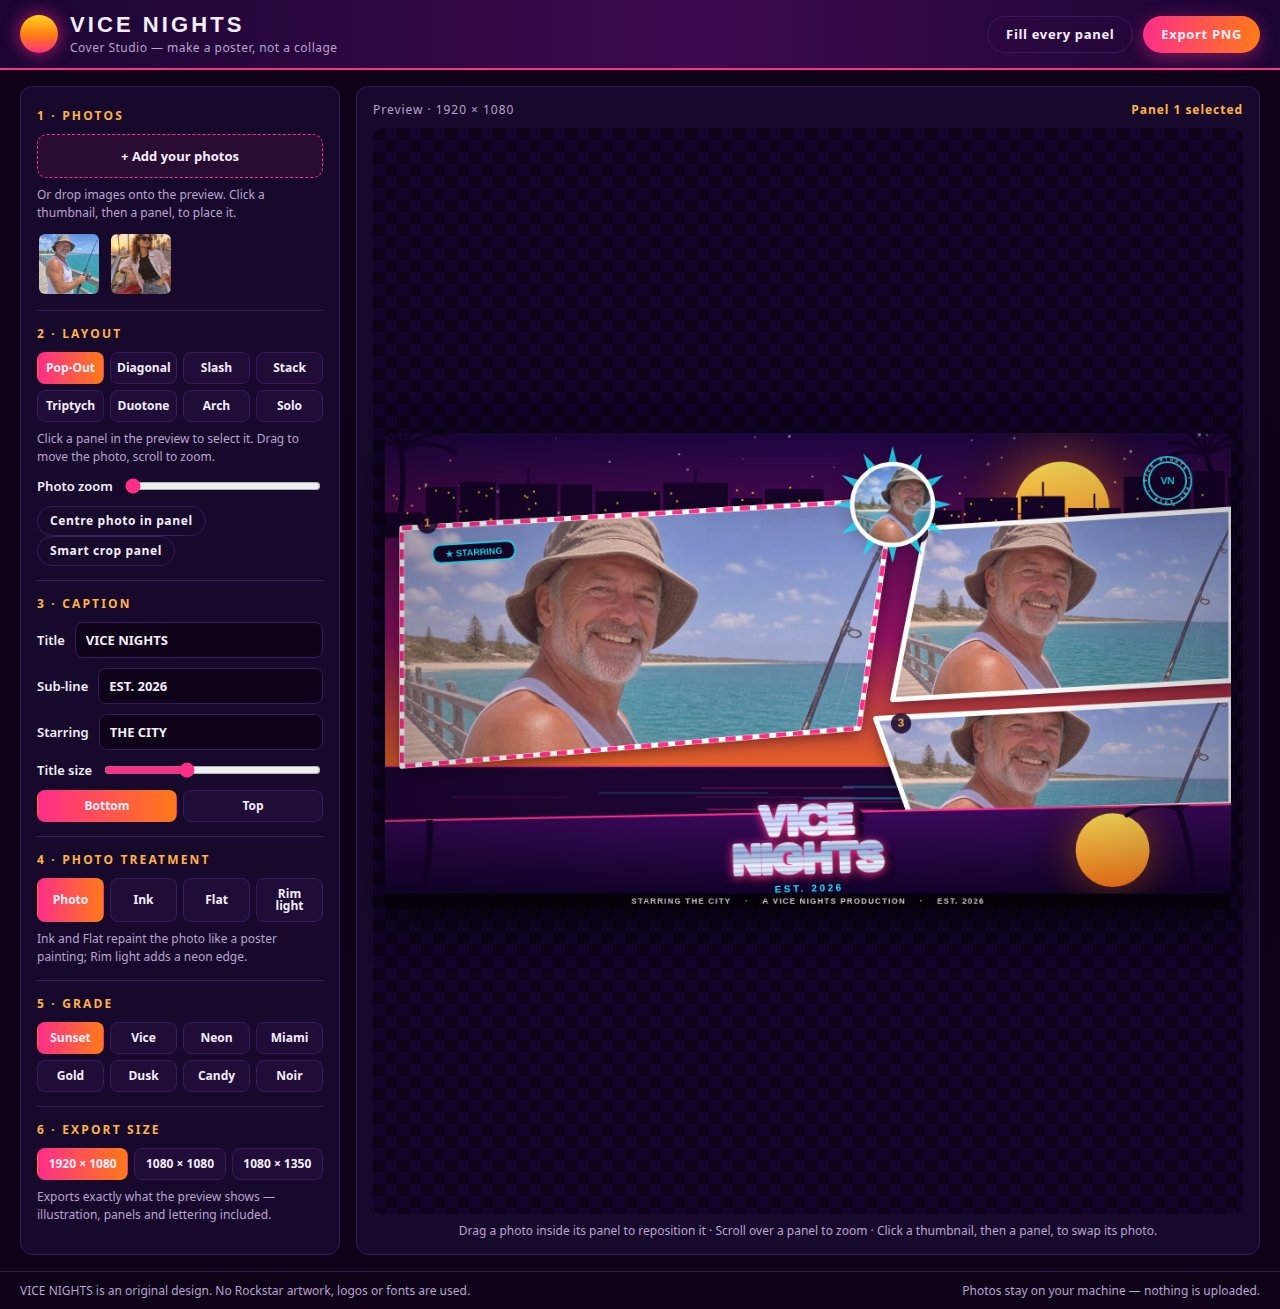 VICE NIGHTS
Cover Studio — make a poster, not a collage
Fill every panel
Export PNG
1 · PHOTOS
+ Add your photos
Or drop images onto the preview. Click a
thumbnail, then a panel, to place it.
2 · LAYOUT
Pop-Out
Diagonal
Slash
Stack
Triptych
Duotone
Arch
Solo
Click a panel in the preview to select it. Drag to
move the photo, scroll to zoom.
Photo zoom
Centre photo in panel
Smart crop panel
3 · CAPTION
Title
VICE NIGHTS
Sub-line
EST. 2026
Starring
THE CITY
Title size
Bottom
Top
4 · PHOTO TREATMENT
Photo
Ink
Flat
Rim
light
Ink and Flat repaint the photo like a poster
painting; Rim light adds a neon edge.
5 · GRADE
Sunset
Vice
Neon
Miami
Gold
Dusk
Candy
Noir
6 · EXPORT SIZE
1920 × 1080
1080 × 1080
1080 × 1350
Exports exactly what the preview shows —
illustration, panels and lettering included.
Preview · 1920 × 1080
Panel 1 selected
1
★ STARRING
VN
3
VICE
NIGHTS
EST. 2026
STARRING THE CITY · A VICE NIGHTS PRODUCTION · EST. 2026
Drag a photo inside its panel to reposition it · Scroll over a panel to zoom · Click a thumbnail, then a panel, to swap its photo.
VICE NIGHTS is an original design. No Rockstar artwork, logos or fonts are used.
Photos stay on your machine — nothing is uploaded.